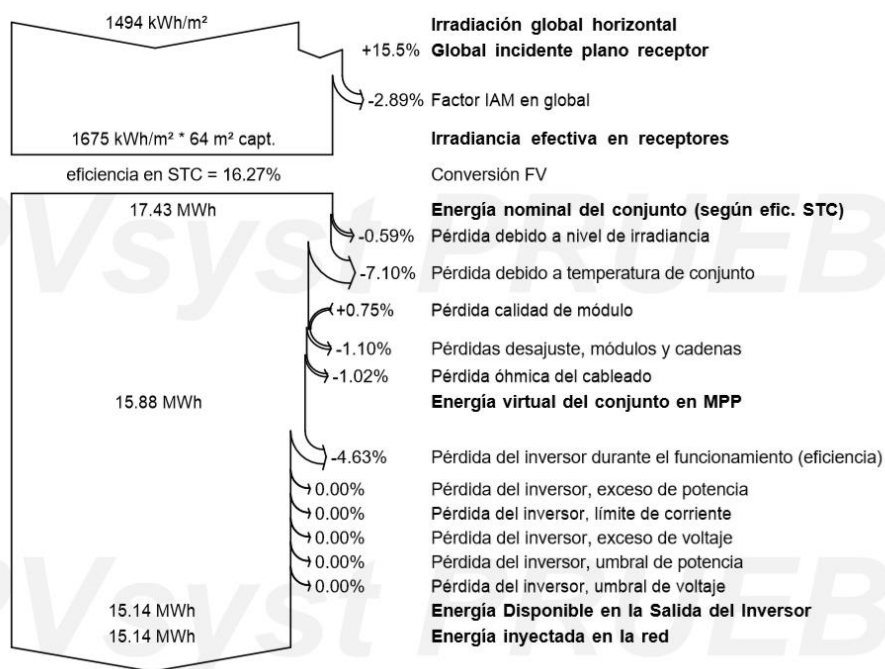 1494 kWh/m² Irradiación global horizontal
+15.5% Global incidente plano receptor
-2.89% Factor IAM en global
1675 kWh/m² * 64 m² capt. Irradiancia efectiva en receptores
eficiencia en STC = 16.27% Conversión FV
17.43 MWh Energía nominal del conjunto (según efic. STC)
-0.59% Pérdida debido a nivel de irradiancia
-7.10% Pérdida debido a temperatura de conjunto
+0.75% Pérdida calidad de módulo
-1.10% Pérdidas desajuste, módulos y cadenas
-1.02% Pérdida óhmica del cableado
15.88 MWh Energía virtual del conjunto en MPP
-4.63% Pérdida del inversor durante el funcionamiento (eficiencia)
0.00% Pérdida del inversor, exceso de potencia
0.00% Pérdida del inversor, límite de corriente
0.00% Pérdida del inversor, exceso de voltaje
0.00% Pérdida del inversor, umbral de potencia
0.00% Pérdida del inversor, umbral de voltaje
15.14 MWh Energía Disponible en la Salida del Inversor
15.14 MWh Energía inyectada en la red
PVsyst PRUEB
PVsyst PRUEB